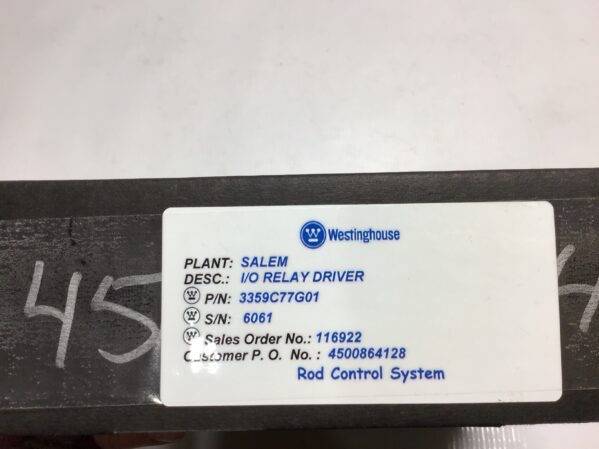 Westinghouse
PLANT: SALEM
DESC.: I/O RELAY DRIVER
P/N: 3359C77G01
S/N: 6061
Sales Order No.: 116922
Customer P. O. No. : 4500864128
Rod Control System
45